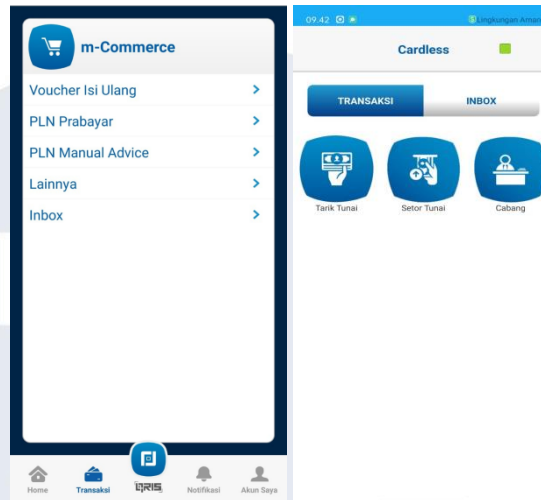 m-Commerce
Voucher Isi Ulang
PLN Prabayar
PLN Manual Advice
Lainnya
Inbox
Home
Transaksi
QRIS
Notifikasi
Akun Saya
09.42
Lingkungan Aman
Cardless
TRANSAKSI
INBOX
Tarik Tunai
Setor Tunai
Cabang